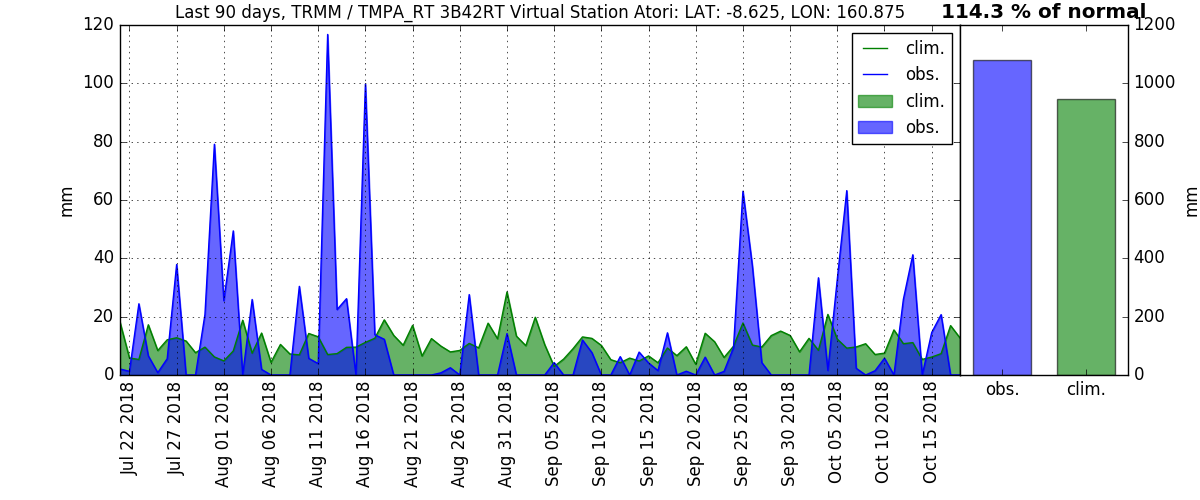 Last 90 days, TRMM / TMPA_RT 3B42RT Virtual Station Atori: LAT: -8.625, LON: 160.875
114.3 % of normal
120
100
80
60
40
20
0
mm
clim.
obs.
clim.
obs.
1200
1000
800
600
400
200
0
mm
Jul 22 2018
Jul 27 2018
Aug 01 2018
Aug 06 2018
Aug 11 2018
Aug 16 2018
Aug 21 2018
Aug 26 2018
Aug 31 2018
Sep 05 2018
Sep 10 2018
Sep 15 2018
Sep 20 2018
Sep 25 2018
Sep 30 2018
Oct 05 2018
Oct 10 2018
Oct 15 2018
obs.
clim.